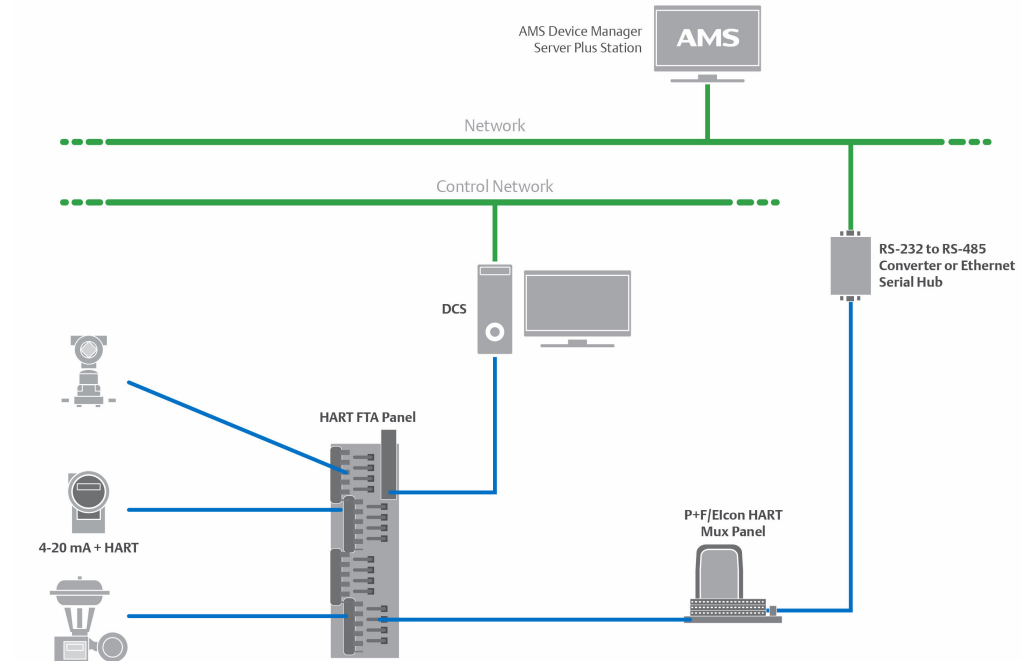 AMS Device Manager
Server Plus Station
AMS
Network
Control Network
RS-232 to RS-485
Converter or Ethernet
Serial Hub
DCS
HART FTA Panel
4-20 mA + HART
P+F/Elcon HART
Mux Panel